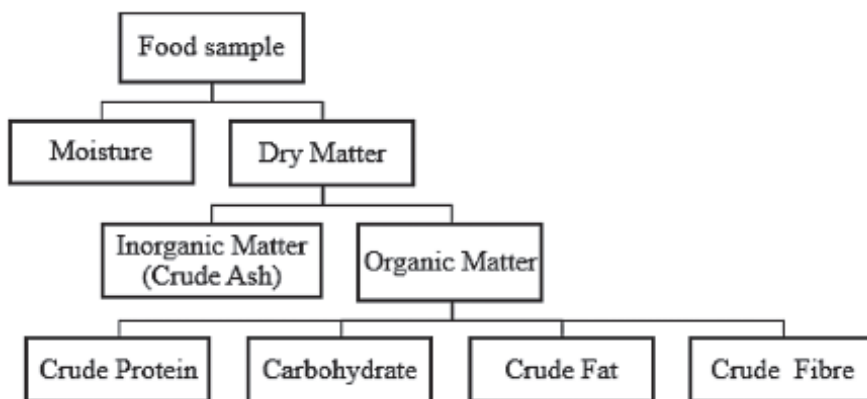 Food sample
Moisture
Dry Matter
Inorganic Matter
(Crude Ash)
Organic Matter
Crude Protein
Carbohydrate
Crude Fat
Crude Fibre